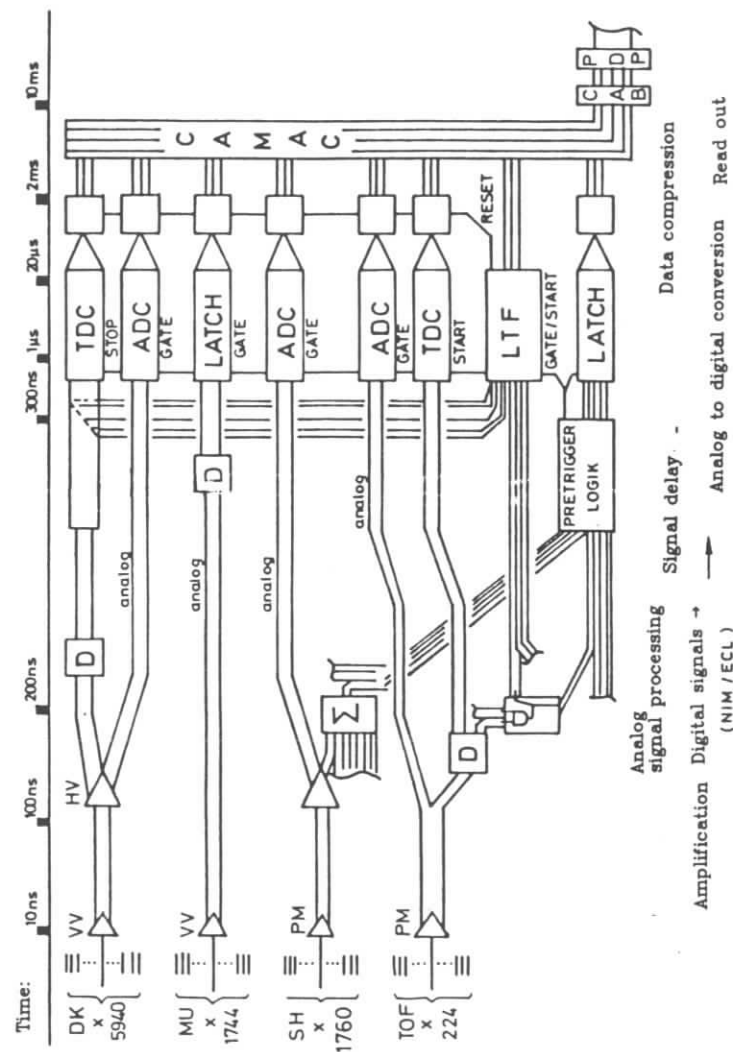 Time:
10ns
100ns
200ns
300ns
1µs
20µs
2ms
10ms
DK
x
5940
VV
HV
D
analog
TDC
STOP
ADC
GATE
MU
x
1744
VV
analog
D
LATCH
GATE
CAMAC
SH
x
1760
PM
Σ
analog
ADC
GATE
TOF
x
224
PM
D
analog
ADC
GATE
TDC
START
RESET
LTF
GATE/START
PRETRIGGER
LOGIK
LATCH
CAB
PDP
Analog
signal processing
Signal delay
Data compression
Amplification
Digital signals →
(NIM / ECL)
Analog to digital conversion
Read out